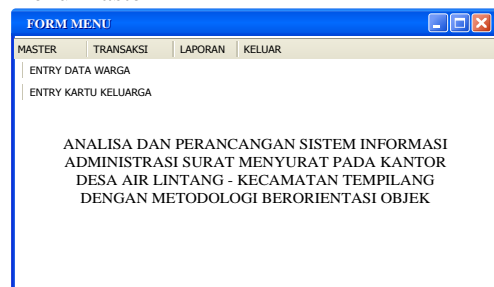 FORM MENU
MASTER TRANSAKSI LAPORAN KELUAR
ENTRY DATA WARGA
ENTRY KARTU KELUARGA
ANALISA DAN PERANCANGAN SISTEM INFORMASI
ADMINISTRASI SURAT MENYURAT PADA KANTOR
DESA AIR LINTANG - KECAMATAN TEMPILANG
DENGAN METODOLOGI BERORIENTASI OBJEK